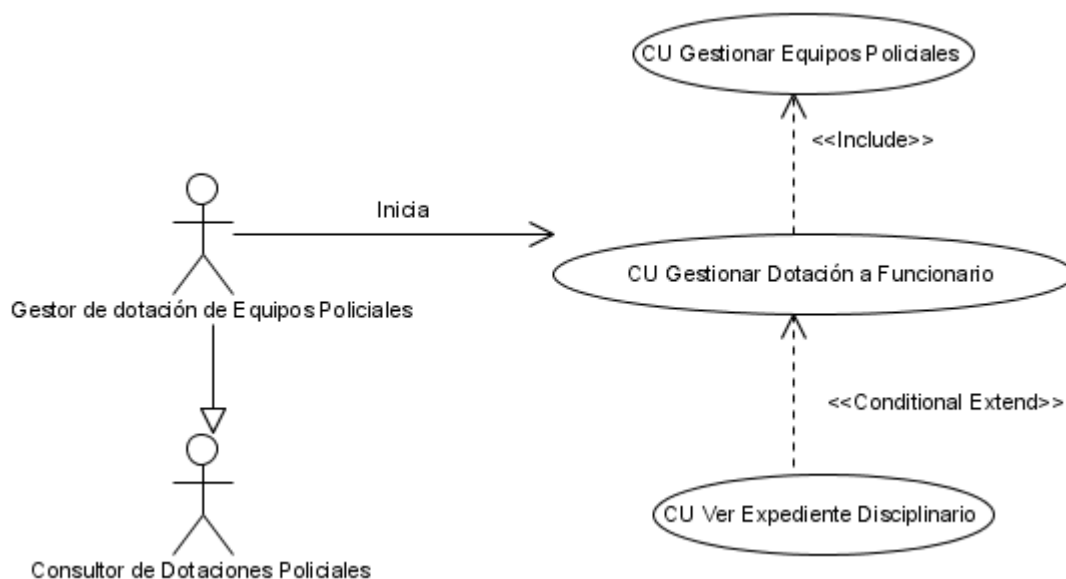 CU Gestionar Equipos Policiales
<<Include>>
Inicia
CU Gestionar Dotación a Funcionario
Gestor de dotación de Equipos Policiales
<<Conditional Extend>>
CU Ver Expediente Disciplinario
Consultor de Dotaciones Policiales